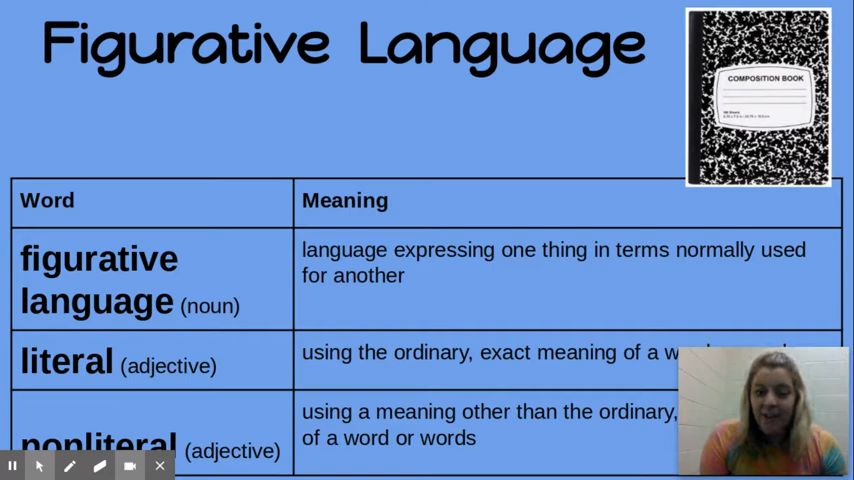 Figurative Language
COMPOSITION BOOK
Word
Meaning
figurative
language (noun)
language expressing one thing in terms normally used
for another
literal (adjective)
using the ordinary, exact meaning of a
nonliteral (adjective)
using a meaning other than the ordinary,
of a word or words